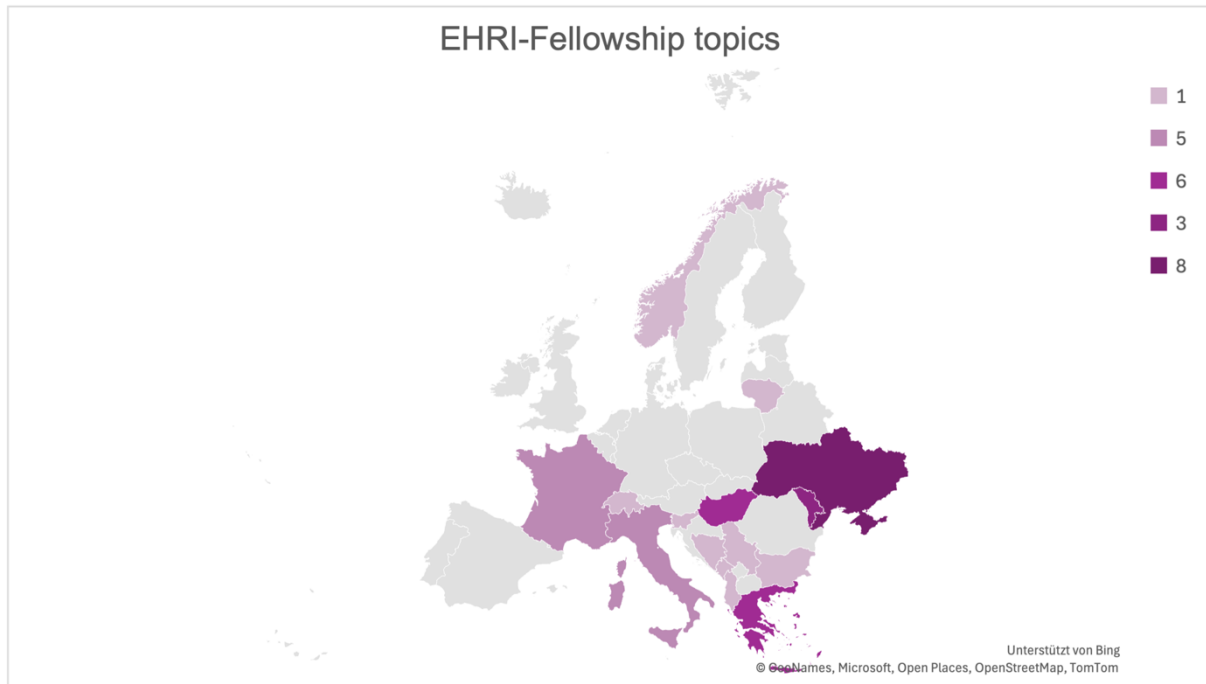 EHRI-Fellowship topics
1
5
6
3
8
Unterstützt von Bing
© GeoNames, Microsoft, Open Places, OpenStreetMap, TomTom